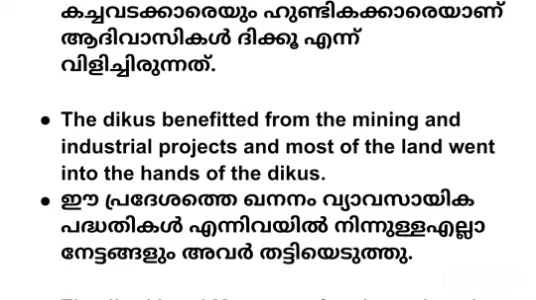 കച്ചവടക്കാരെയും ഹുണ്ടികക്കാരെയാണ്
ആദിവാസികൾ ദിക്കൂ എന്ന്
വിളിച്ചിരുന്നത്.
● The dikus benefitted from the mining and
industrial projects and most of the land went
into the hands of the dikus.
● ഈ പ്രദേശത്തെ ഖനനം വ്യാവസായിക
പദ്ധതികൾ എന്നിവയിൽ നിന്നുള്ളഎല്ലാ
നേട്ടങ്ങളും അവർ തട്ടിയെടുത്തു.